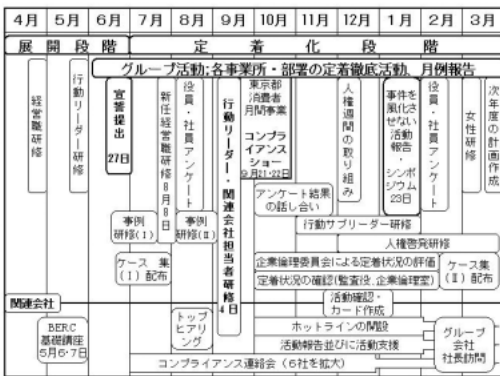 4月 5月 6月 7月 8月 9月 10月 11月 12月 1月 2月 3月
展開段階 定着化段階
グループ活動;各事業所・部署の定着徹底活動、月例報告
経営職研修
行動リーダー研修
宣誓提出
27日
新任経営職研修8月8日
役員・社員アンケート
行動リーダー・関連会社担当者研修
4日
東京都
消費者
月間事業
コンプラ
イアンス
ショー
9月21・22日
人権週間の取り組み
事件を
風化さ
せない
活動
報告・
シンポ
ジウム
23日
役員・社員アンケート
女性研修
次年度の計画作成
アンケート結果
の話し合い
事例
研修(Ⅰ)
事例
研修(Ⅱ)
行動サブリーダー研修
人権啓発研修
ケース集
(Ⅰ)配布
企業倫理委員会による定着状況の評価
定着状況の確認(監査役、企業倫理室)
ケース集
(Ⅱ)配布
関連会社
活動確認・
カード作成
BERC
基礎講座
5月6・7日
トップ
ヒアリ
ング
ホットラインの開設
活動報告並びに活動支援
グループ
会社
社長訪問
コンプライアンス連絡会(6社を拡大)